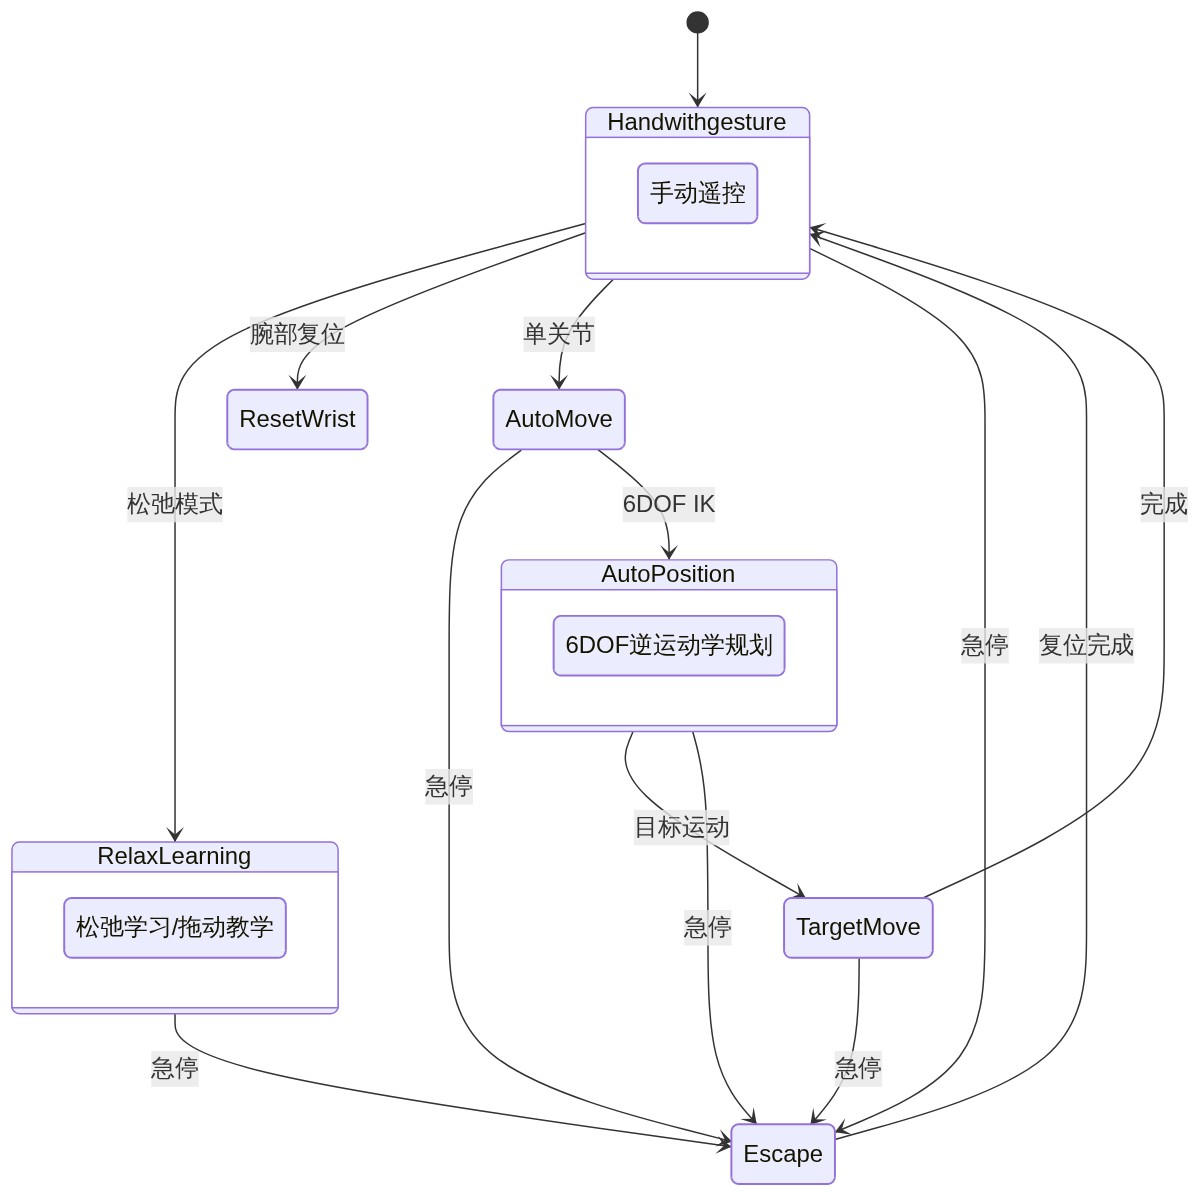 Handwithgesture
手动遥控
腕部复位
单关节
ResetWrist
AutoMove
松弛模式
6DOF IK
完成
AutoPosition
6DOF逆运动学规划
急停
复位完成
急停
目标运动
RelaxLearning
松弛学习/拖动教学
急停
TargetMove
急停
急停
Escape